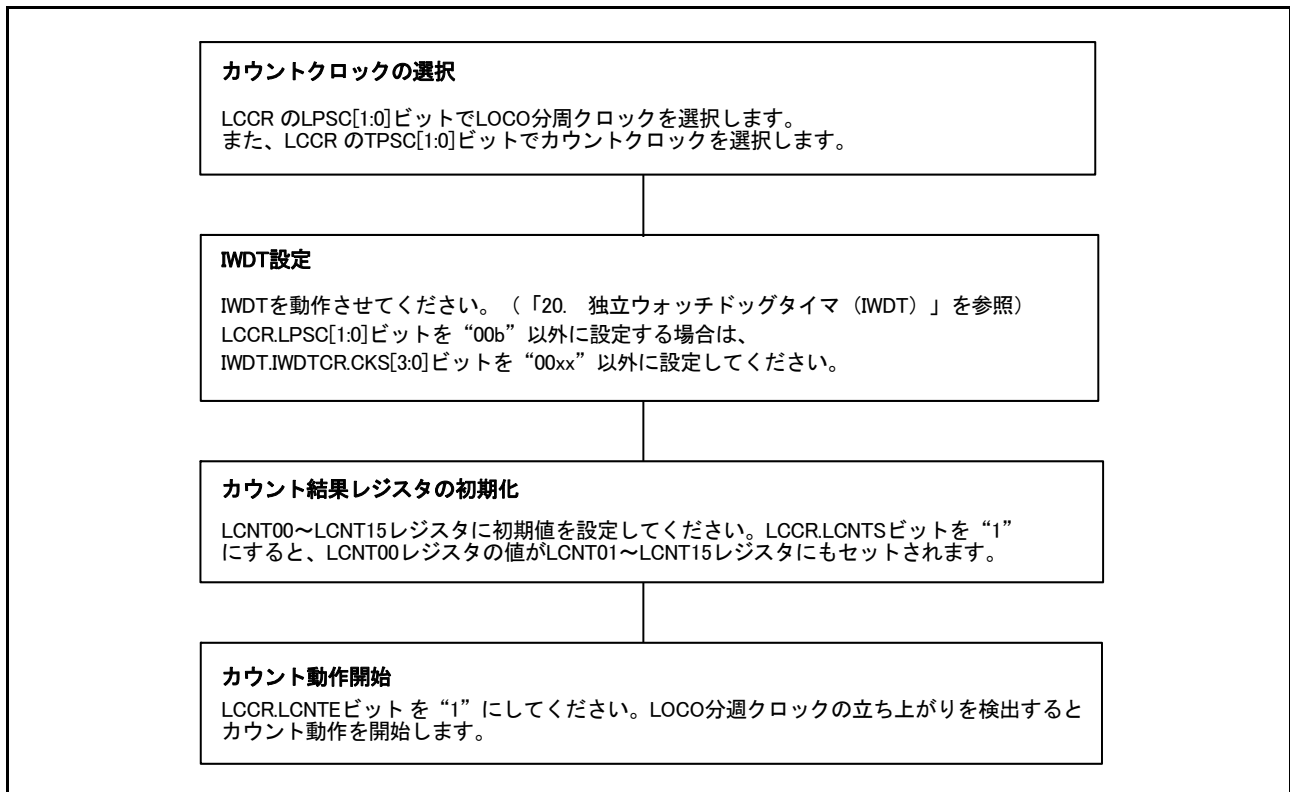 カウントクロックの選択
LCCR のLPSC[1:0]ビットでLOCO分周クロックを選択します。
また、LCCR のTPSC[1:0]ビットでカウントクロックを選択します。
IWDT設定
IWDTを動作させてください。（「20. 独立ウォッチドッグタイマ（IWDT）」を参照）
LCCR.LPSC[1:0]ビットを“00b”以外に設定する場合は、
IWDT.IWDTCR.CKS[3:0]ビットを“00xx”以外に設定してください。
カウント結果レジスタの初期化
LCNT00～LCNT15レジスタに初期値を設定してください。LCCR.LCNTSビットを“1”
にすると、LCNT00レジスタの値がLCNT01～LCNT15レジスタにもセットされます。
カウント動作開始
LCCR.LCNTEビット を“1”にしてください。LOCO分週クロックの立ち上がりを検出すると
カウント動作を開始します。